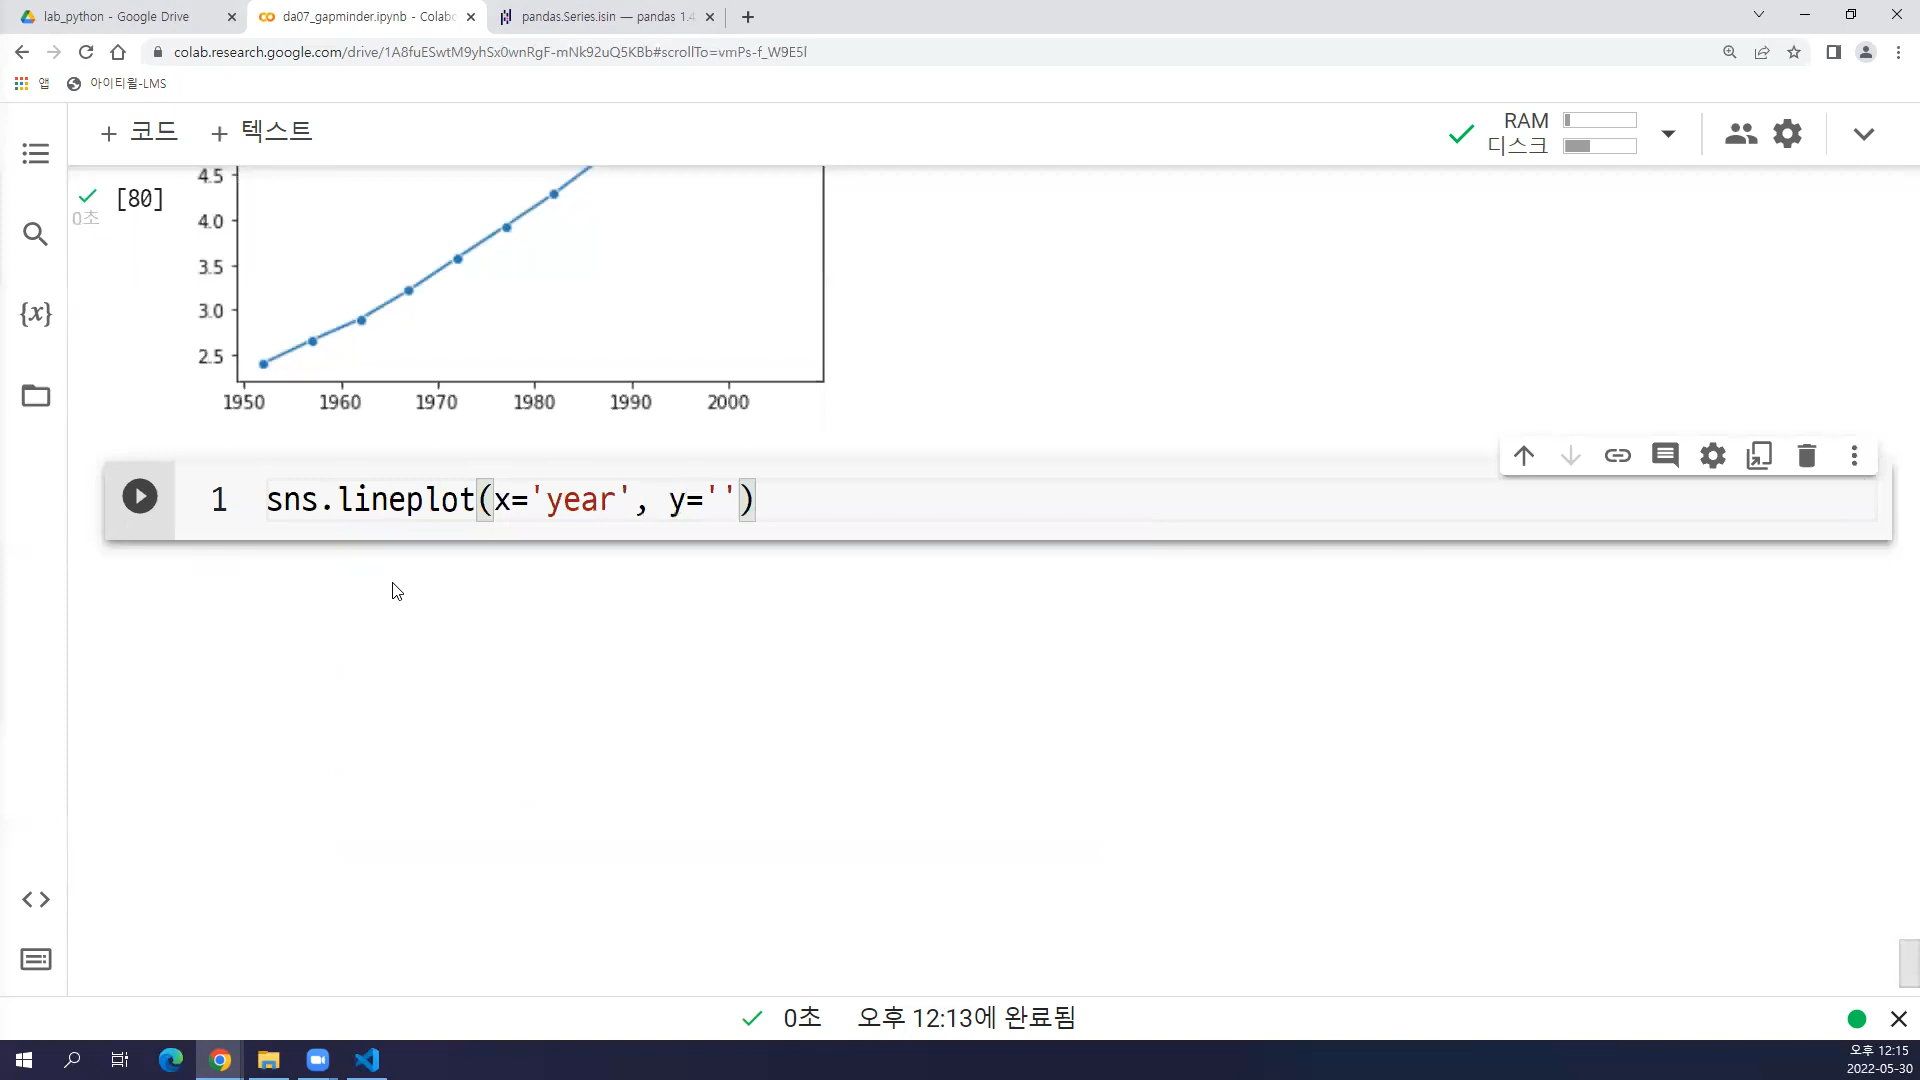 lab_python - Google Drive
da07_gapminder.ipynb - Colab
pandas.Series.isin — pandas 1.4
colab.research.google.com/drive/1A8fuESwtM9yhSx0wnRgF-mNk92uQ5KBb#scrollTo=vmPs-f_W9E5l
앱
아이티윌-LMS
+ 코드
+ 텍스트
RAM
디스크
[80]
0초
4.5
4.0
3.5
3.0
2.5
1950 1960 1970 1980 1990 2000
1 sns.lineplot(x='year', y='')
0초 오후 12:13에 완료됨
오후 12:15
2022-05-30